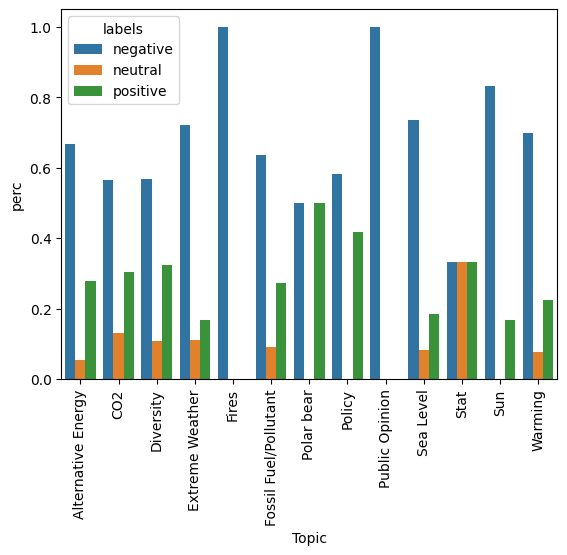 labels
negative
neutral
positive
perc
1.0
0.8
0.6
0.4
0.2
0.0
Alternative Energy
CO2
Diversity
Extreme Weather
Fires
Fossil Fuel/Pollutant
Polar bear
Policy
Public Opinion
Sea Level
Stat
Sun
Warming
Topic